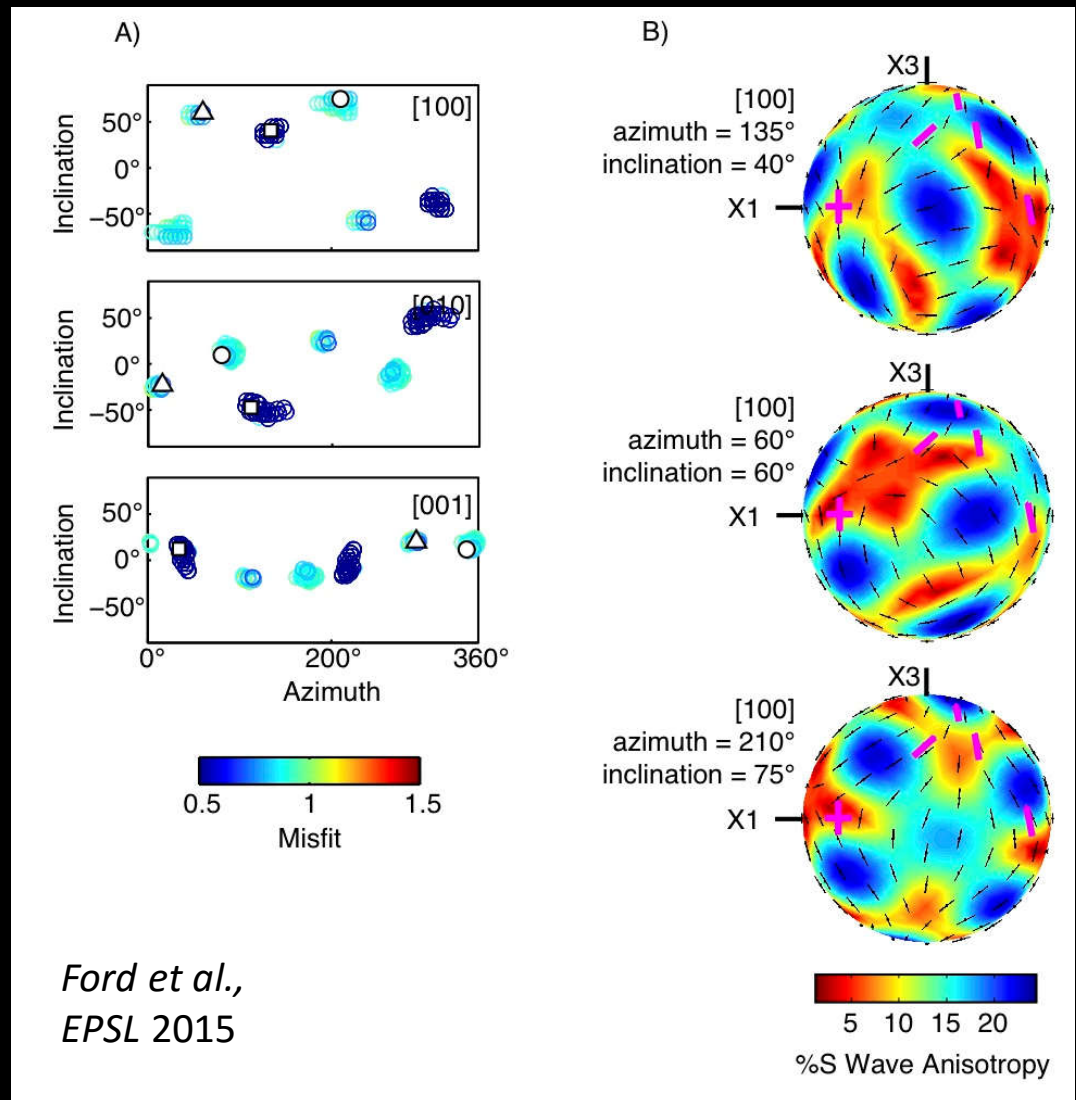 A)
[100]
Inclination
50°
0°
−50°
[010]
Inclination
50°
0°
−50°
[001]
Inclination
50°
0°
−50°
0° 200° 360°
Azimuth
0.5 1 1.5
Misfit
Ford et al.,
EPSL 2015
B)
X3
[100]
azimuth = 135°
inclination = 40°
X1
X3
[100]
azimuth = 60°
inclination = 60°
X1
X3
[100]
azimuth = 210°
inclination = 75°
X1
5 10 15 20
%S Wave Anisotropy